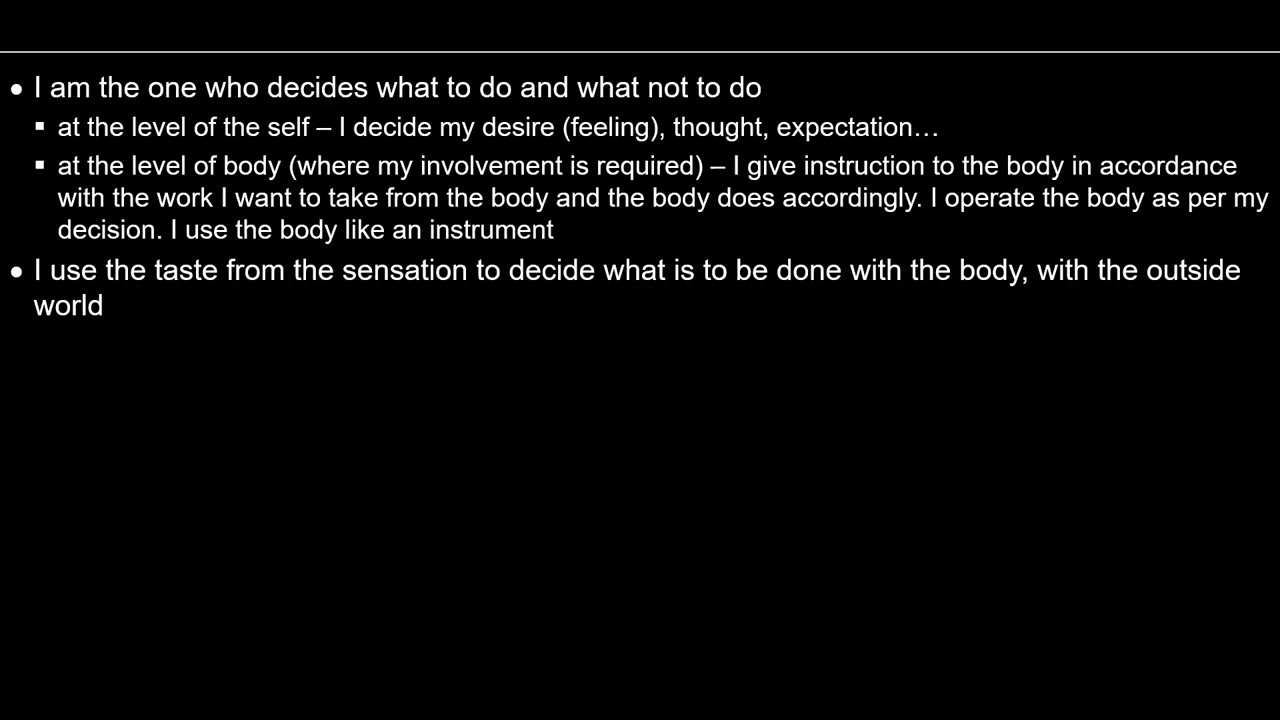 • I am the one who decides what to do and what not to do
▪ at the level of the self – I decide my desire (feeling), thought, expectation…
▪ at the level of body (where my involvement is required) – I give instruction to the body in accordance
with the work I want to take from the body and the body does accordingly. I operate the body as per my
decision. I use the body like an instrument
• I use the taste from the sensation to decide what is to be done with the body, with the outside
world